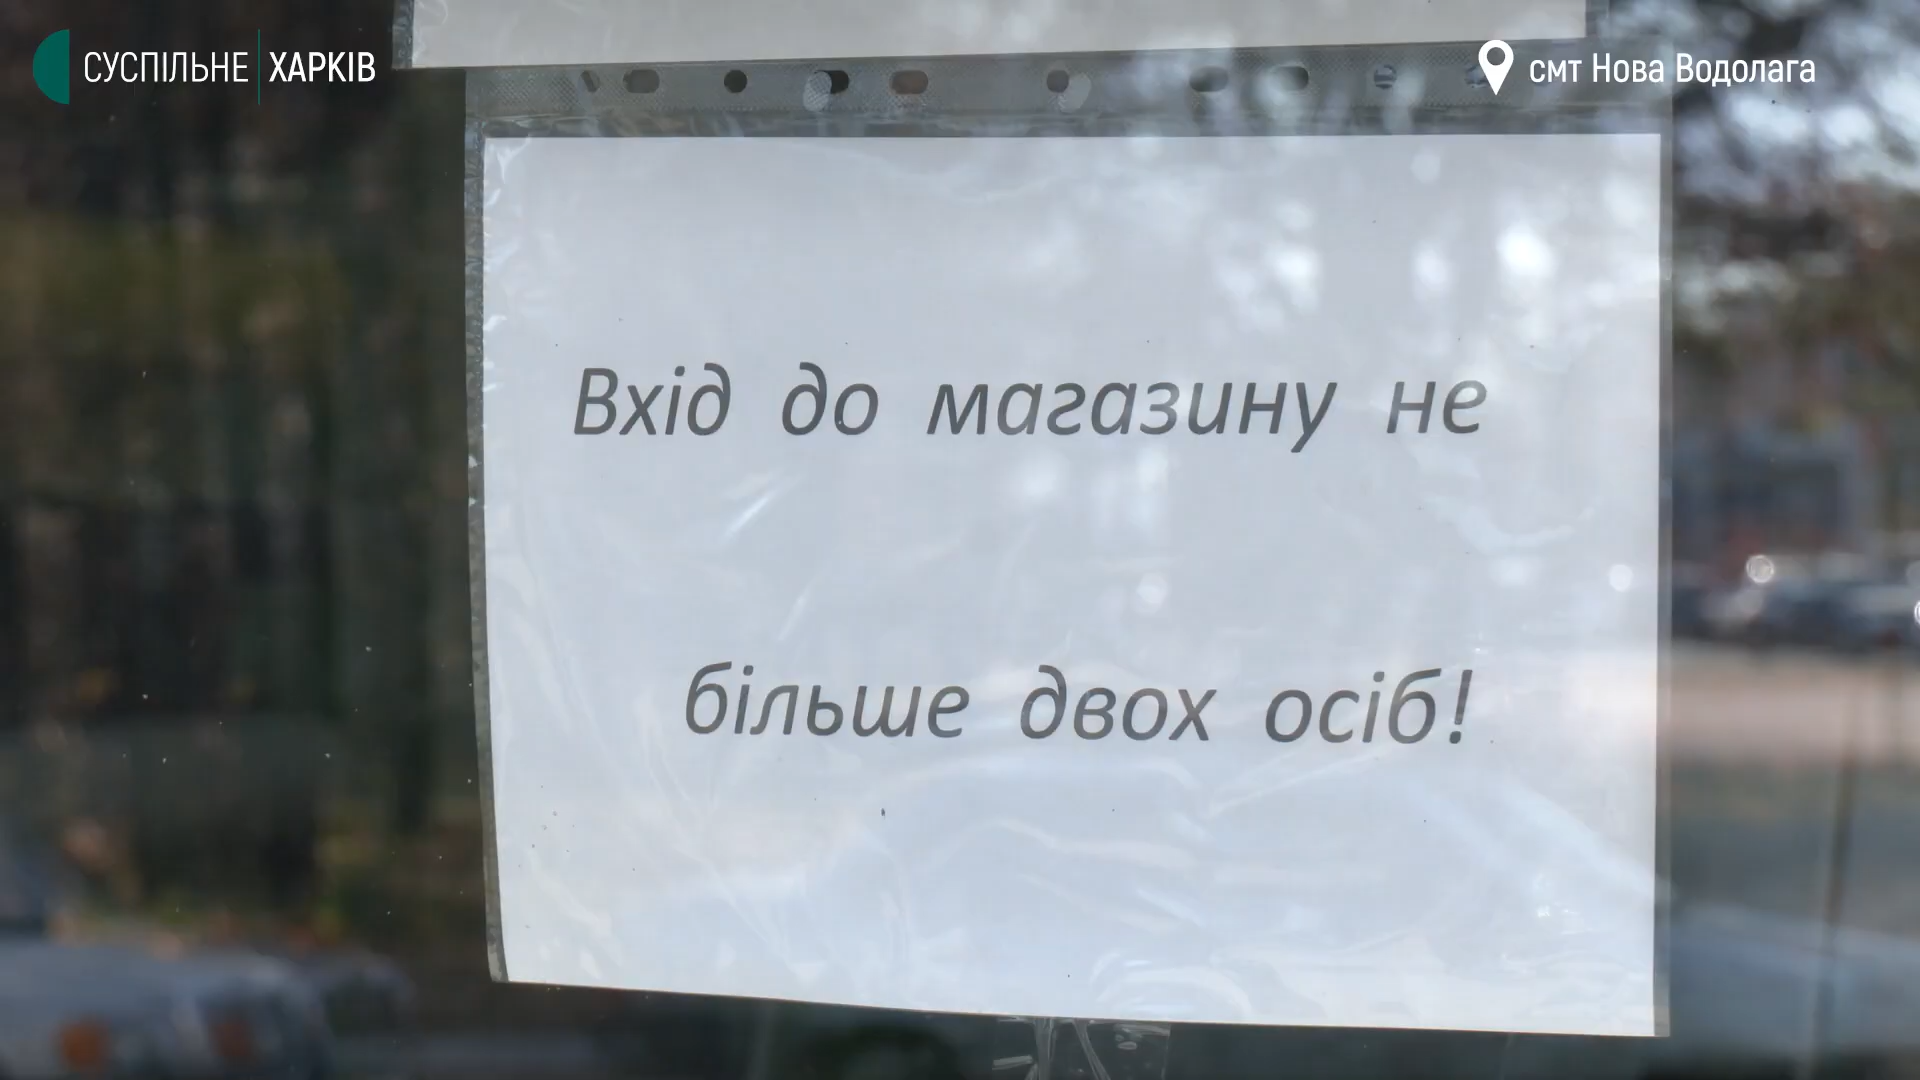 СУСПІЛЬНЕ ХАРКІВ
смт Нова Водолага
Вхід до магазину не
більше двох осіб!